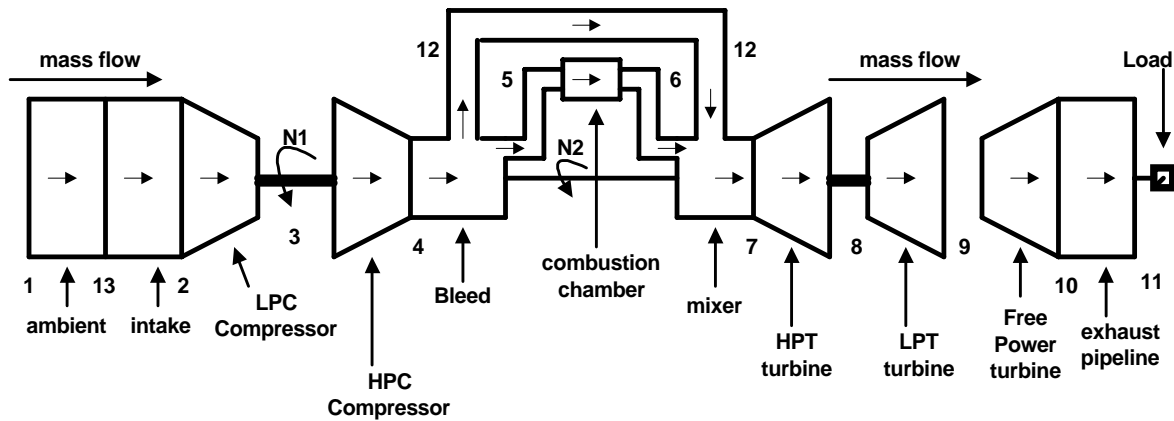 12
12
mass flow
5
6
mass flow
Load
N1
N2
3
4
7
8
9
combustion
chamber
1
13
2
10
11
Bleed
mixer
LPC
Compressor
ambient
intake
HPT
turbine
LPT
turbine
Free
Power
turbine
exhaust
pipeline
HPC
Compressor